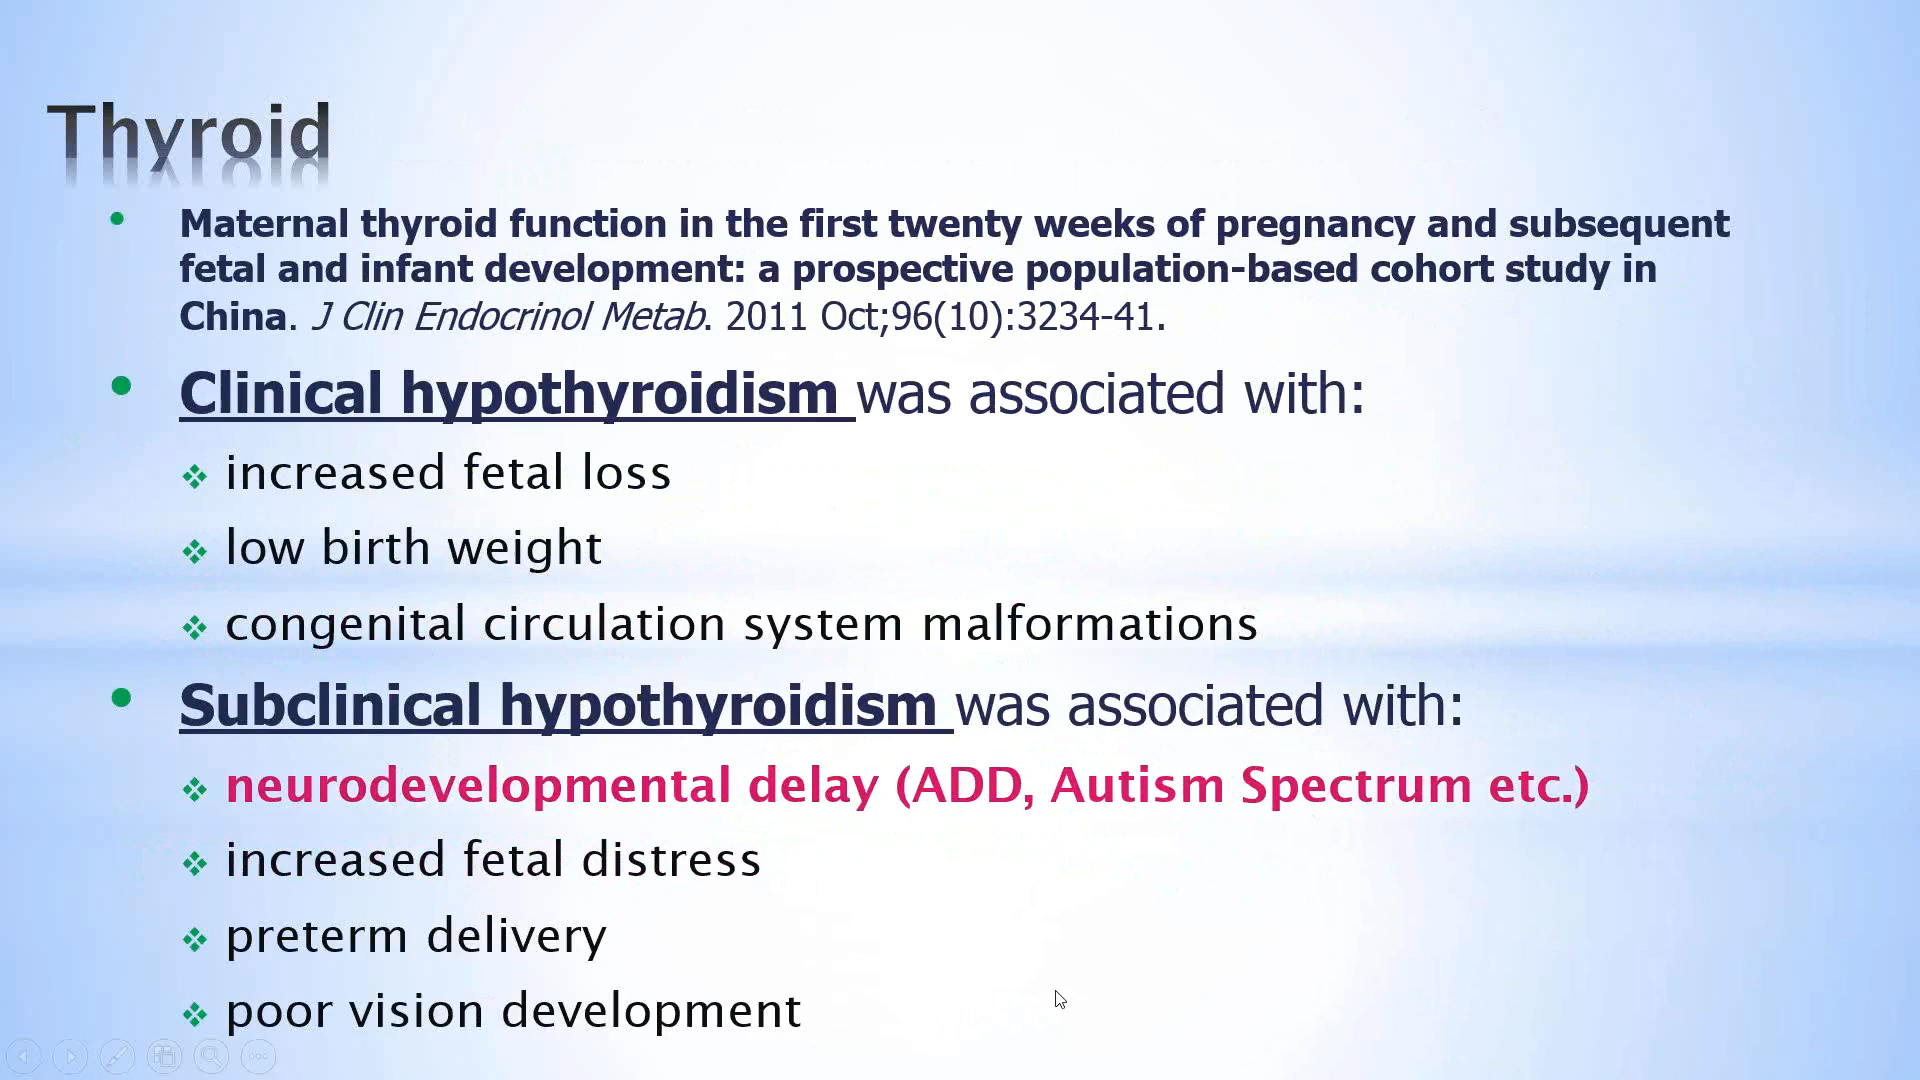 Thyroid
Maternal thyroid function in the first twenty weeks of pregnancy and subsequent
fetal and infant development: a prospective population-based cohort study in
China. J Clin Endocrinol Metab. 2011 Oct;96(10):3234-41.
Clinical hypothyroidism was associated with:
increased fetal loss
low birth weight
congenital circulation system malformations
Subclinical hypothyroidism was associated with:
neurodevelopmental delay (ADD, Autism Spectrum etc.)
increased fetal distress
preterm delivery
poor vision development